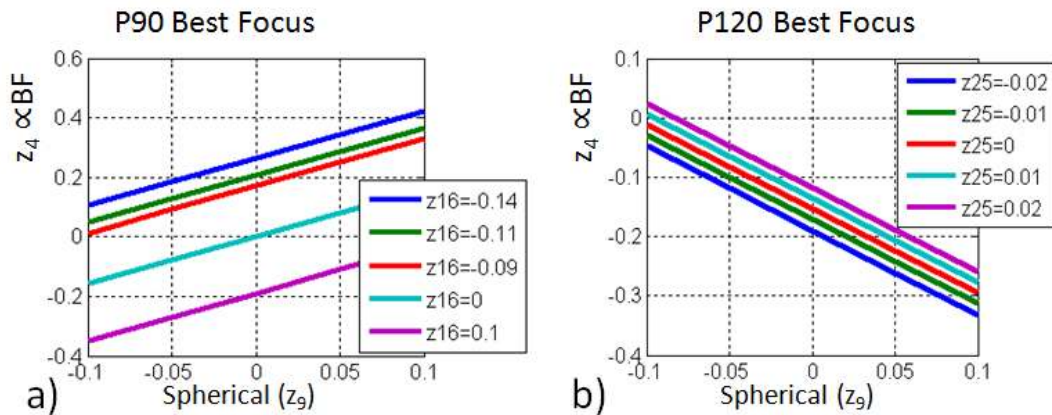 P90 Best Focus
z₄ ∝BF
0.6
0.4
0.2
0
-0.2
-0.4
-0.1
-0.05
0
0.05
0.1
z16=-0.14
z16=-0.11
z16=-0.09
z16=0
z16=0.1
a)
Spherical (z₉)
P120 Best Focus
z₄ ∝BF
0.1
0
-0.1
-0.2
-0.3
-0.4
-0.1
-0.05
0
0.05
0.1
z25=-0.02
z25=-0.01
z25=0
z25=0.01
z25=0.02
b)
Spherical (z₉)